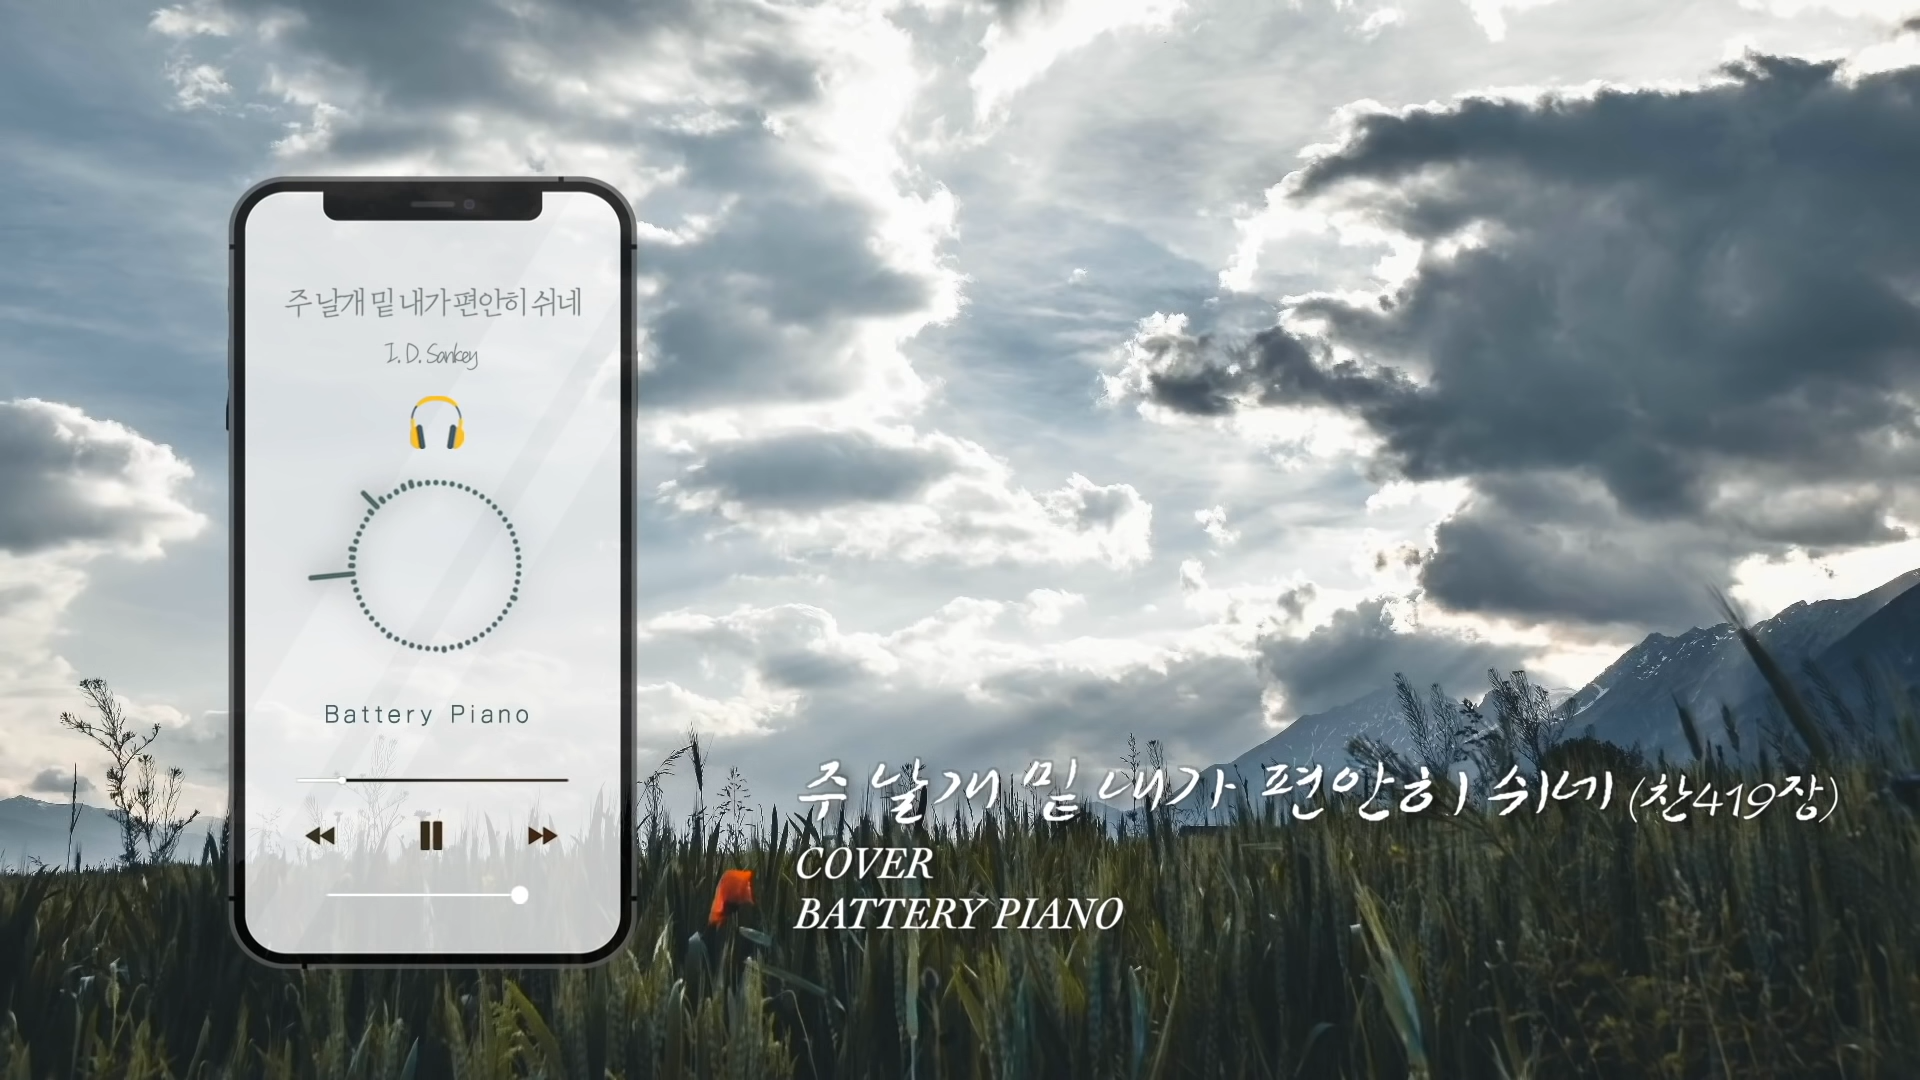 주 날개 밑 내가 편안히 쉬네
I. D. Sankey
Battery Piano
주 날개 밑 내가 편안히 쉬네 (찬419장)
COVER
BATTERY PIANO